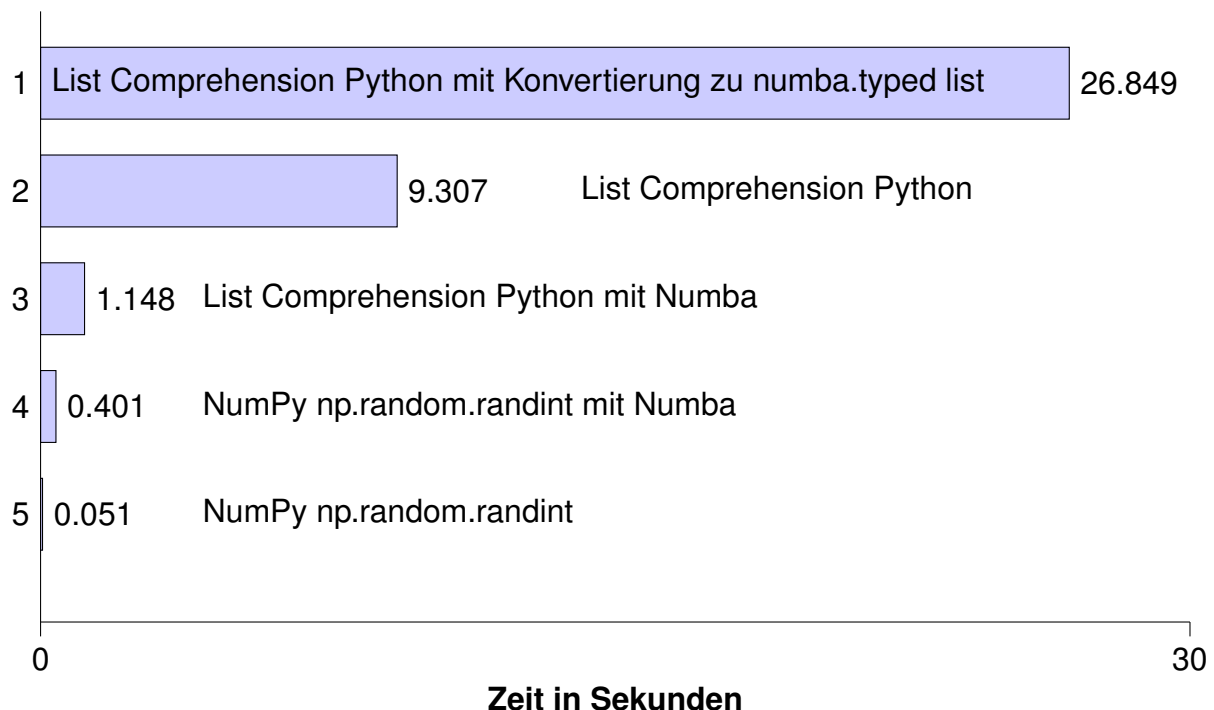 1 List Comprehension Python mit Konvertierung zu numba.typed list 26.849
2 9.307 List Comprehension Python
3 1.148 List Comprehension Python mit Numba
4 0.401 NumPy np.random.randint mit Numba
5 0.051 NumPy np.random.randint
0 30
Zeit in Sekunden